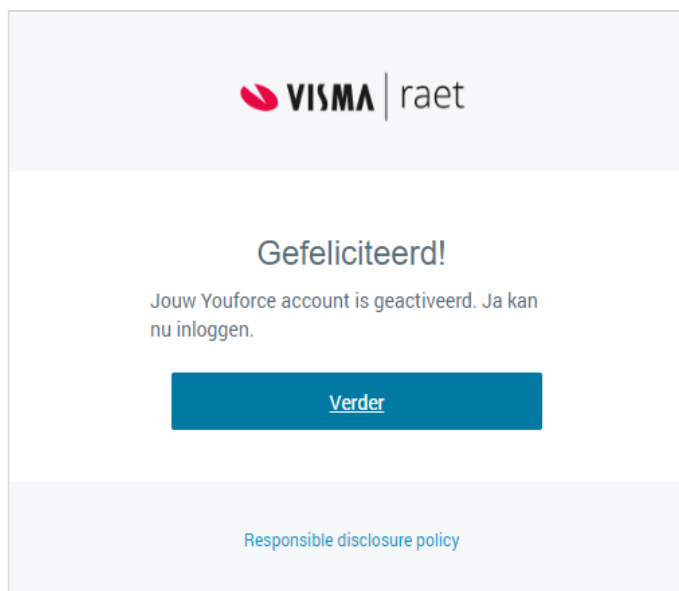 VISMA | raet
Gefeliciteerd!
Jouw Youforce account is geactiveerd. Ja kan
nu inloggen.
Verder
Responsible disclosure policy